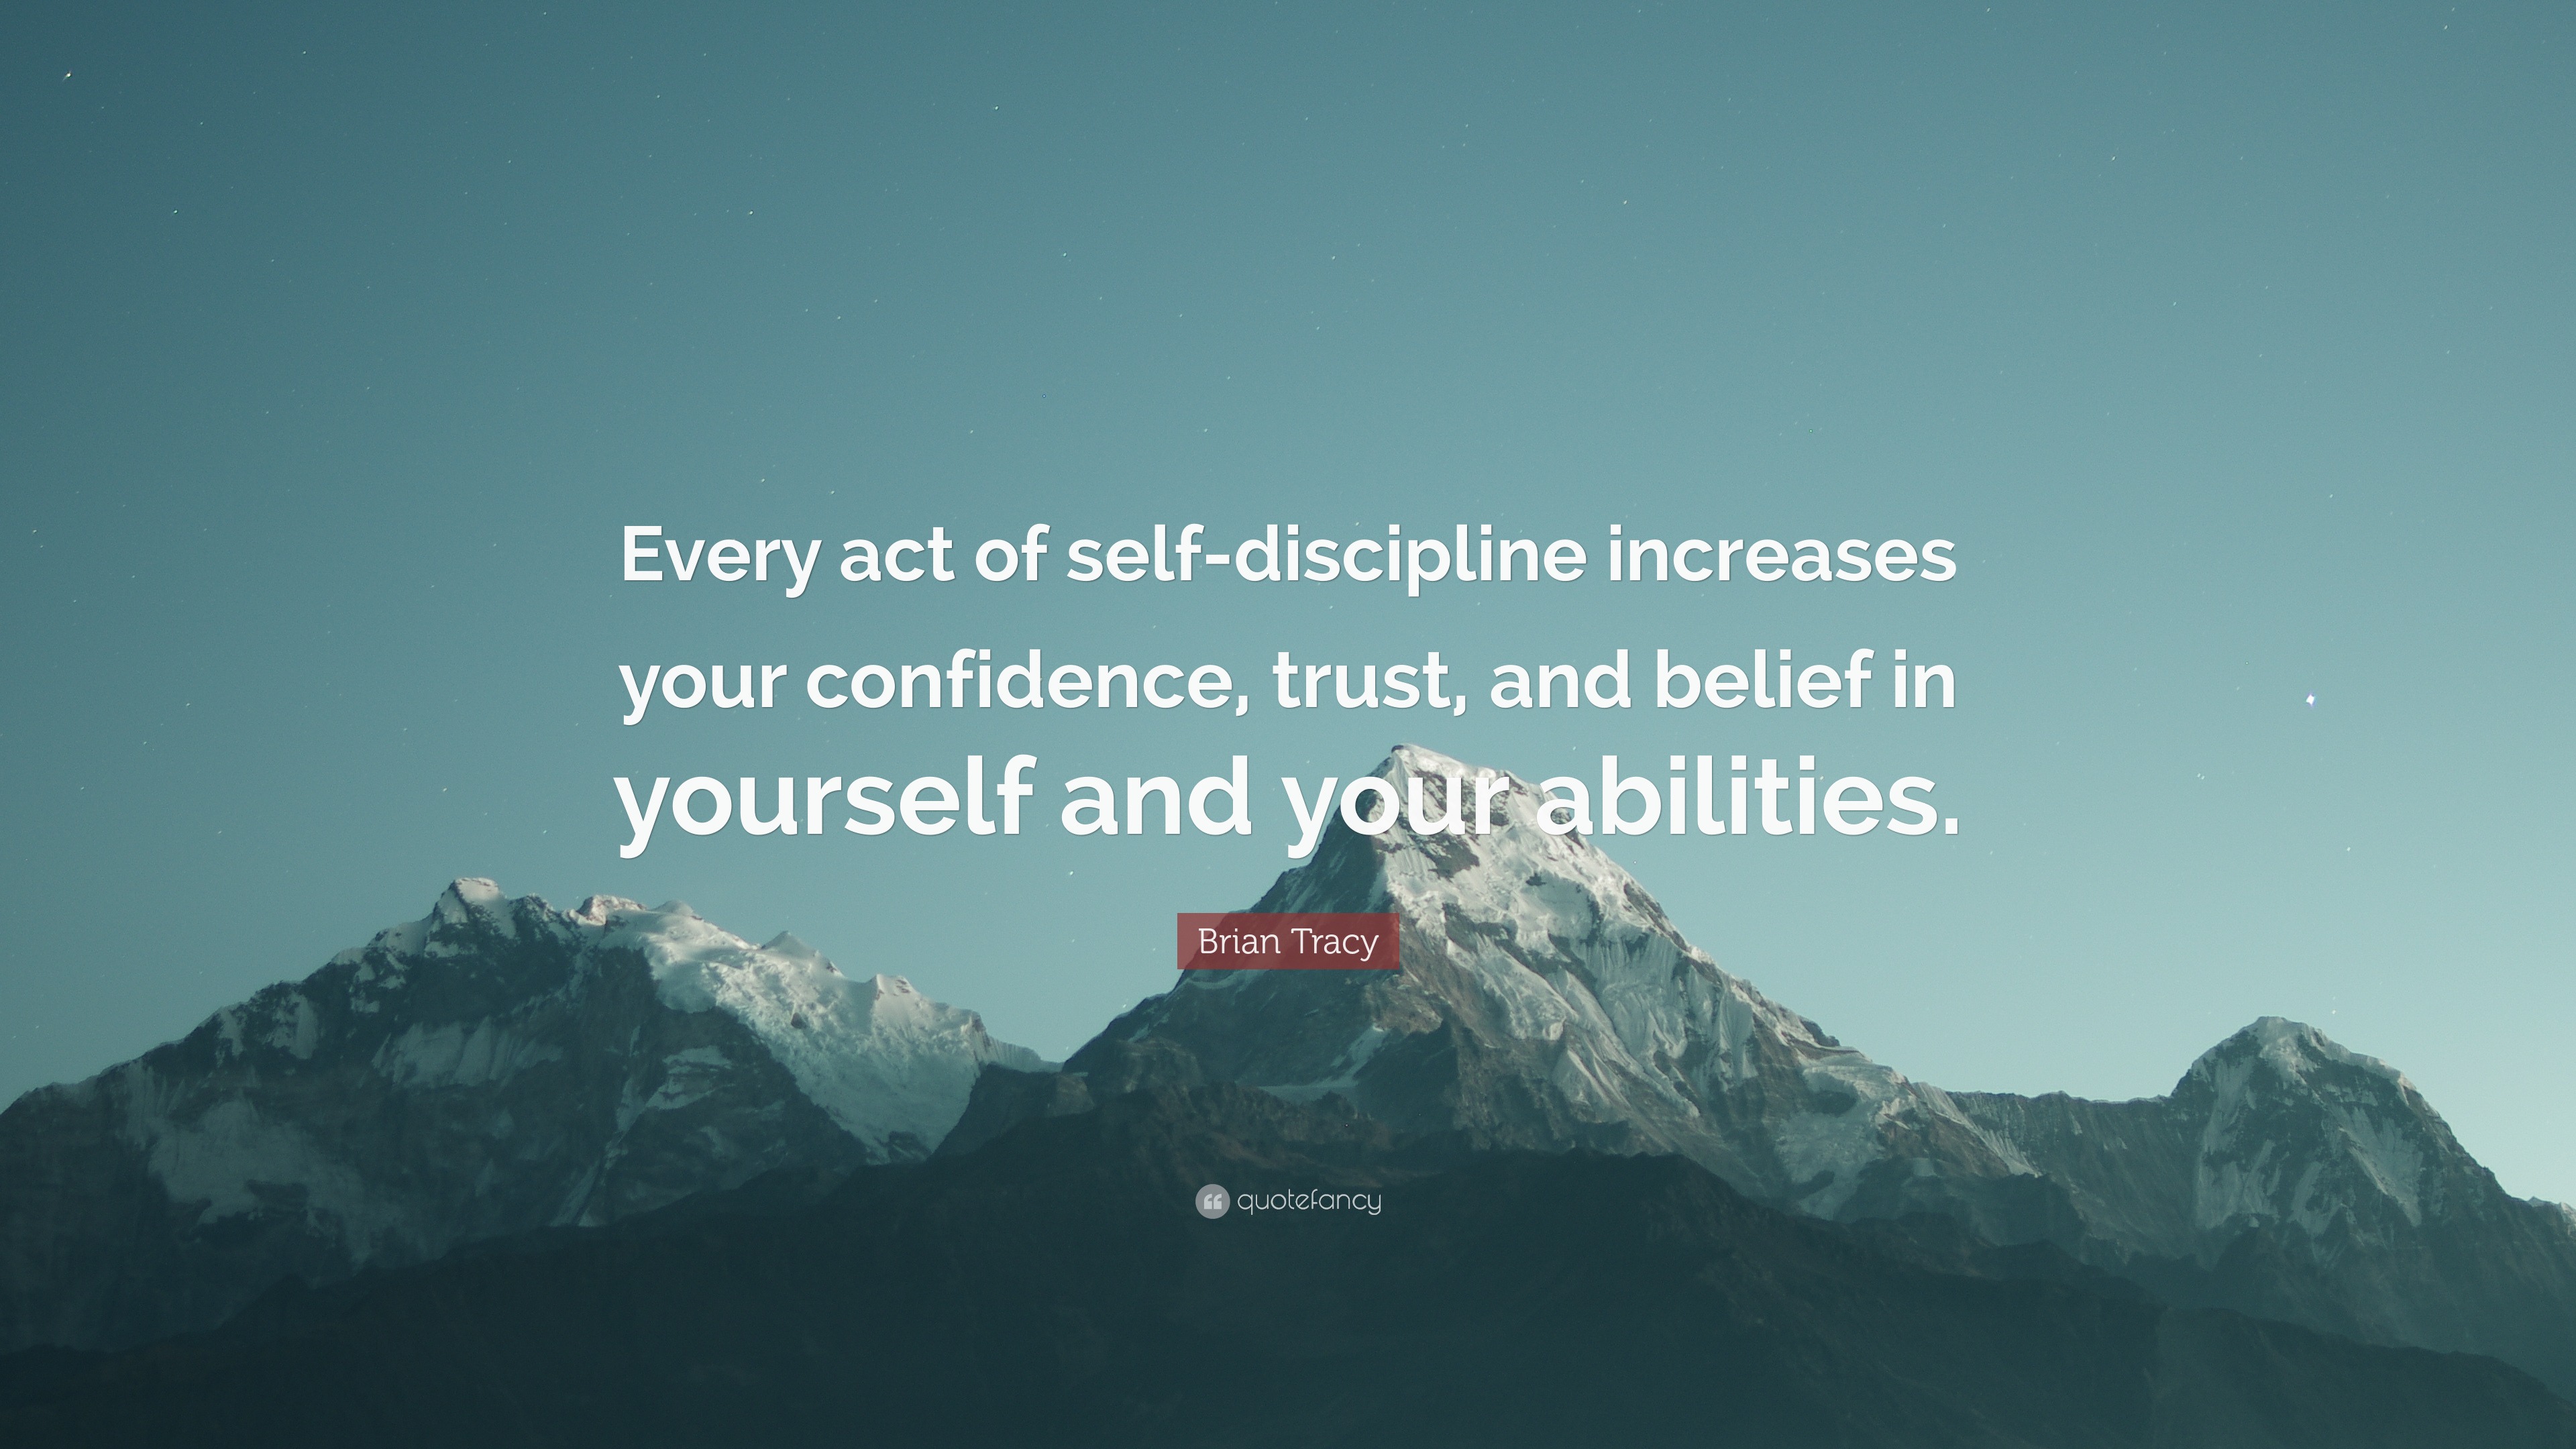 Every act of self-discipline increases
your confidence, trust, and belief in
yourself and your abilities.
Brian Tracy
quotefancy